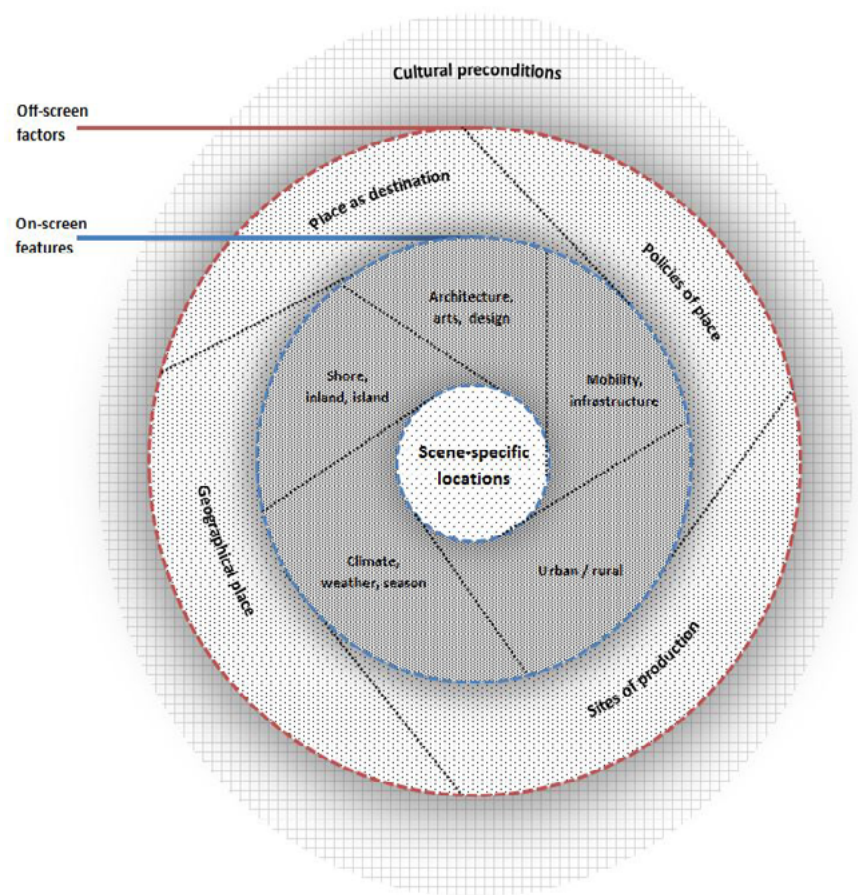 Cultural preconditions
Off-screen
factors
Place as destination
On-screen
features
Policies of place
Architecture,
arts, design
Shore,
inland, island
Mobility,
infrastructure
Scene-specific
locations
Geographical place
Climate,
weather, season
Urban / rural
Sites of production